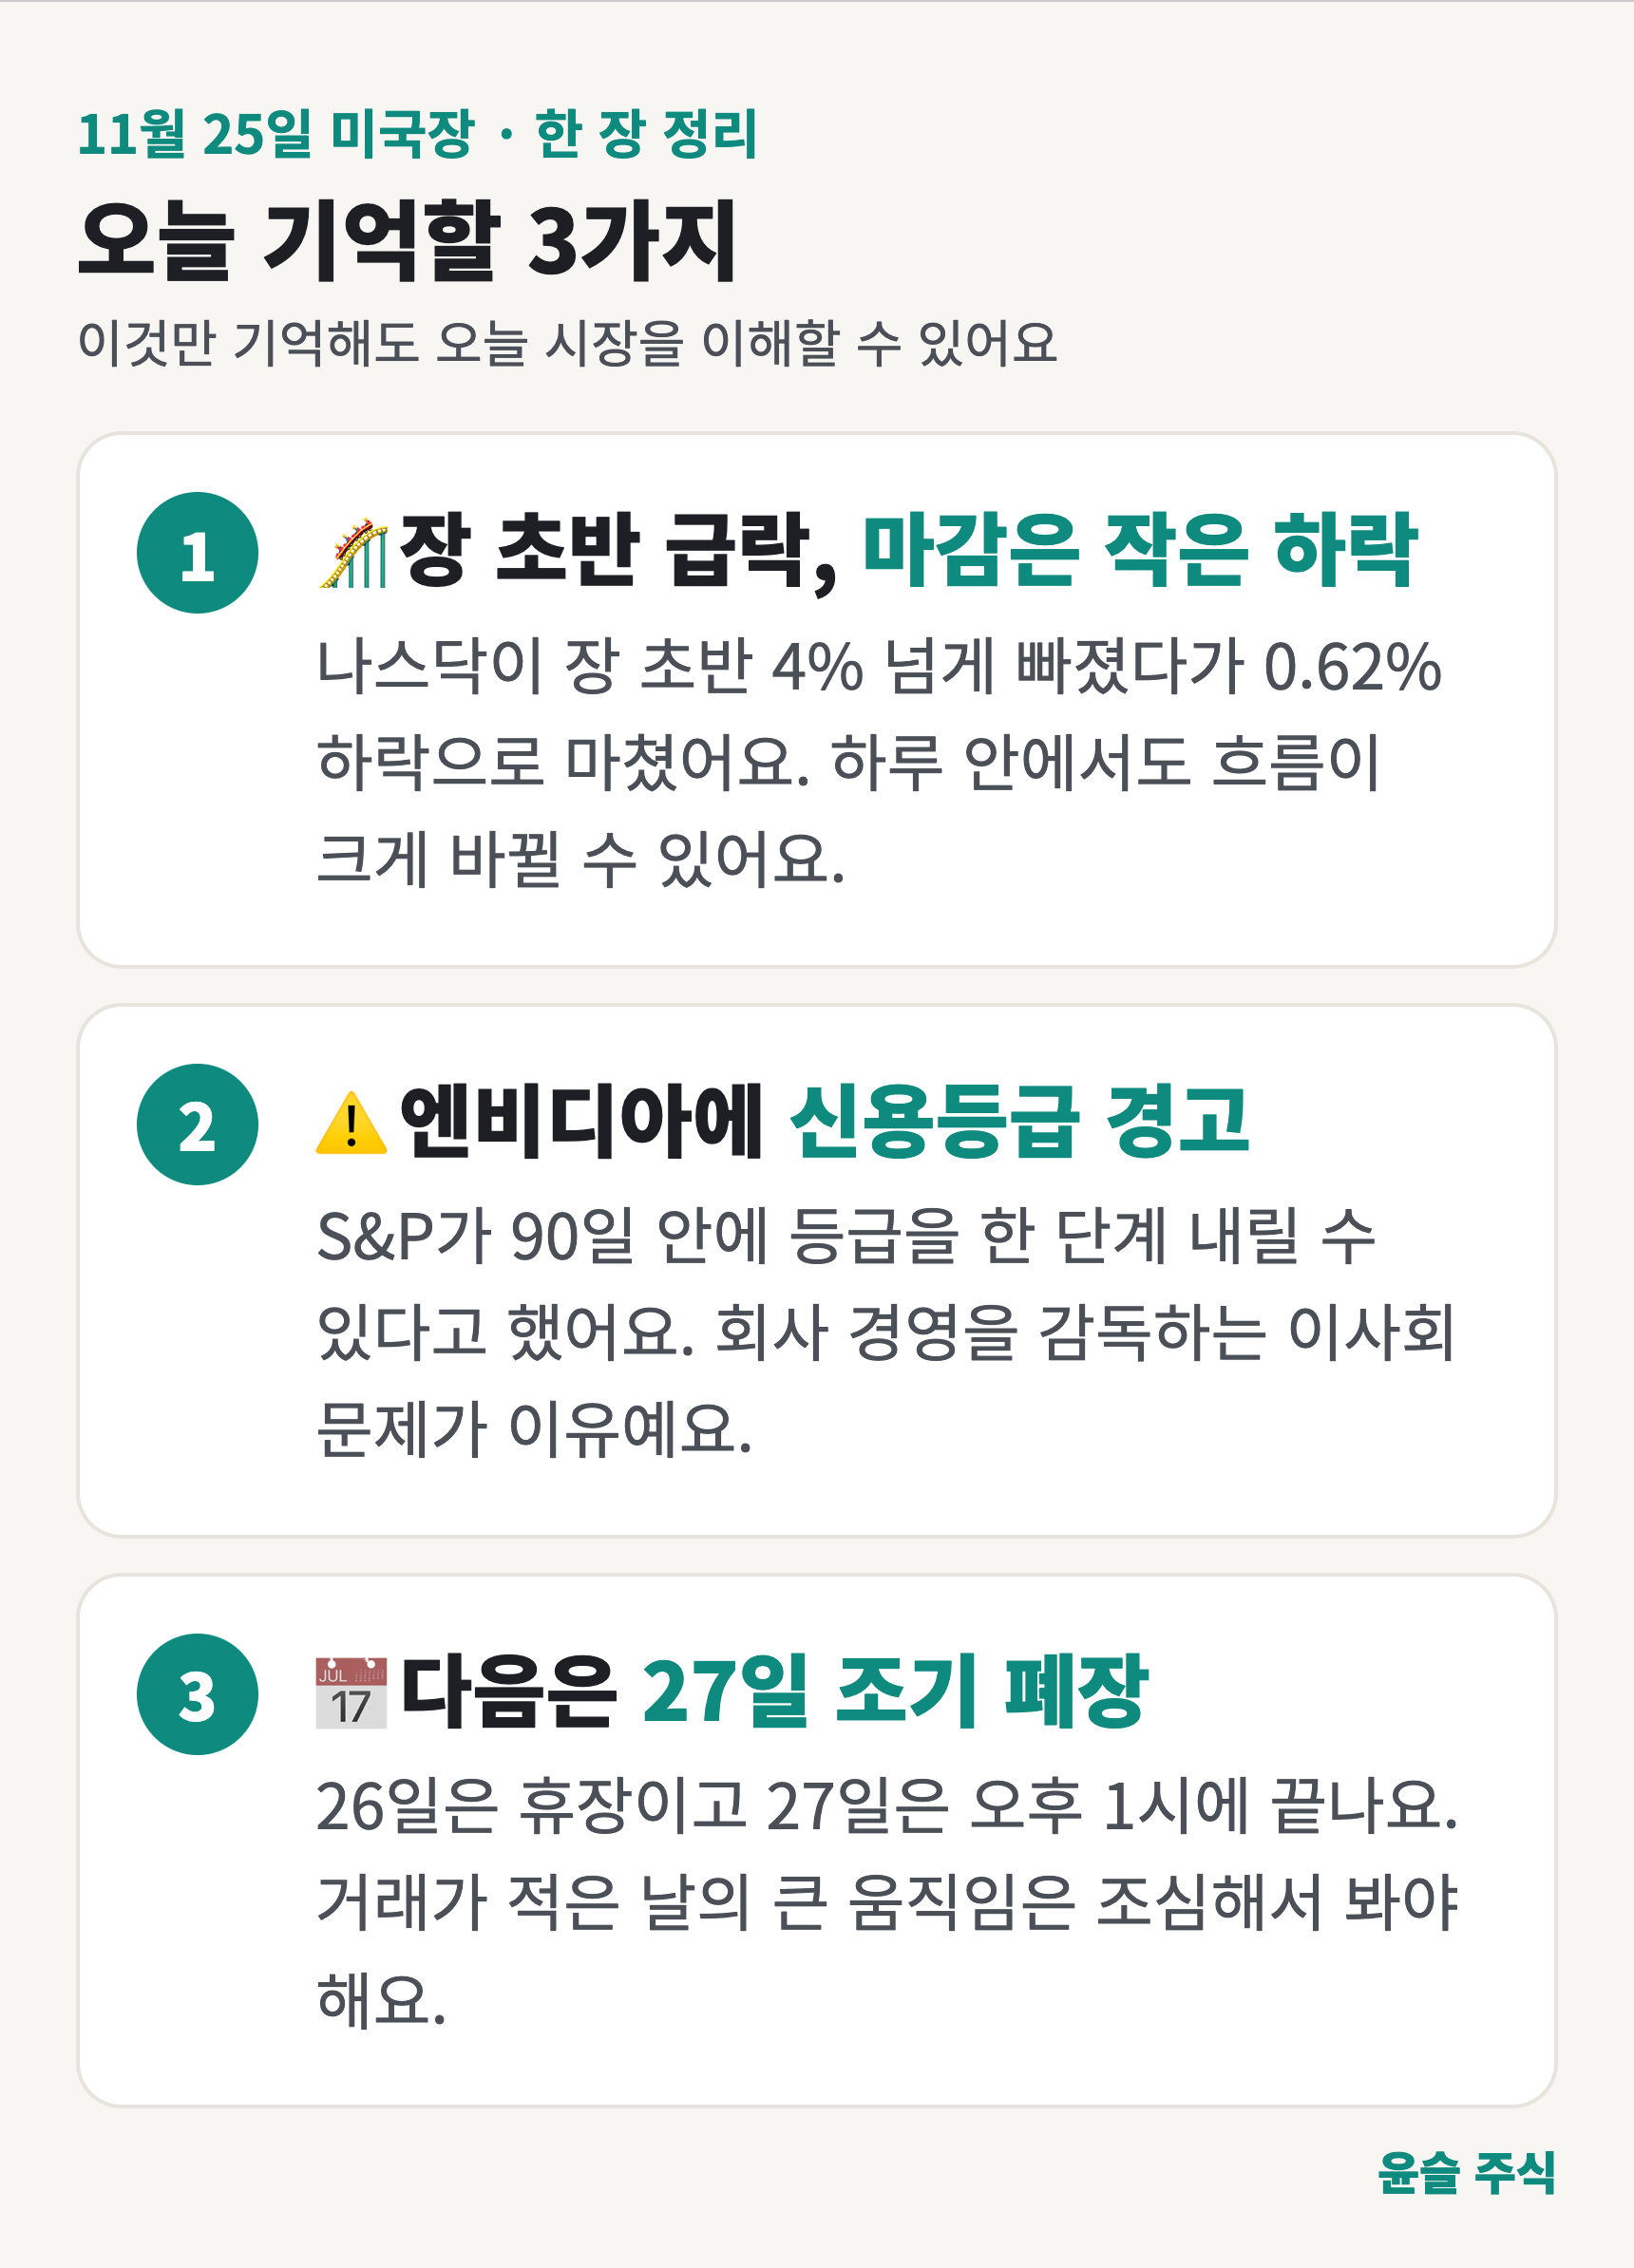 11월 25일 미국장 · 한 장 정리
오늘 기억할 3가지
이것만 기억해도 오늘 시장을 이해할 수 있어요
1
🎢장 초반 급락, 마감은 작은 하락
나스닥이 장 초반 4% 넘게 빠졌다가 0.62%
하락으로 마쳤어요. 하루 안에서도 흐름이
크게 바뀔 수 있어요.
2
⚠️엔비디아에 신용등급 경고
S&P가 90일 안에 등급을 한 단계 내릴 수
있다고 했어요. 회사 경영을 감독하는 이사회
문제가 이유예요.
3
📅다음은 27일 조기 폐장
26일은 휴장이고 27일은 오후 1시에 끝나요.
거래가 적은 날의 큰 움직임은 조심해서 봐야
해요.
윤슬 주식